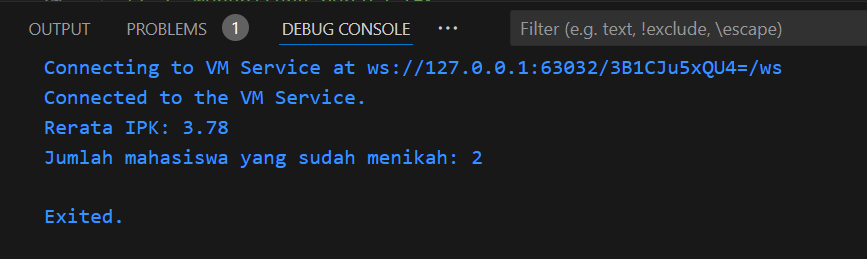 OUTPUT PROBLEMS 1 DEBUG CONSOLE ··· Filter (e.g. text, !exclude, \escape)
Connecting to VM Service at ws://127.0.0.1:63032/3B1CJu5xQU4=/ws
Connected to the VM Service.
Rerata IPK: 3.78
Jumlah mahasiswa yang sudah menikah: 2
Exited.